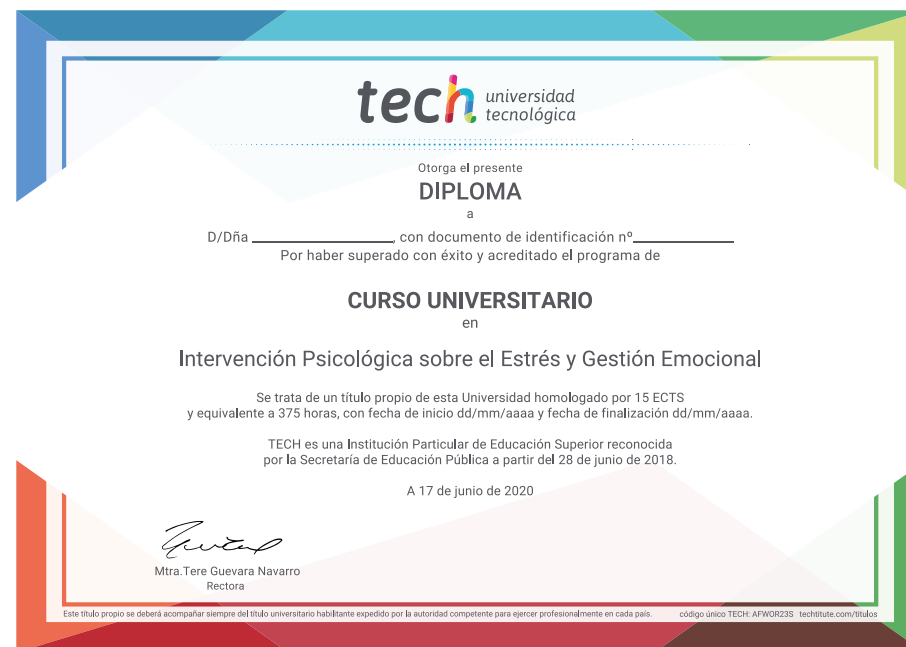 tech universidad
tecnológica
Otorga el presente
DIPLOMA
a
D/Dña ____________________, con documento de identificación nº______________
Por haber superado con éxito y acreditado el programa de
CURSO UNIVERSITARIO
en
Intervención Psicológica sobre el Estrés y Gestión Emocional
Se trata de un título propio de esta Universidad homologado por 15 ECTS
y equivalente a 375 horas, con fecha de inicio dd/mm/aaaa y fecha de finalización dd/mm/aaaa.
TECH es una Institución Particular de Educación Superior reconocida
por la Secretaría de Educación Pública a partir del 28 de junio de 2018.
A 17 de junio de 2020
Mtra.Tere Guevara Navarro
Rectora
Este título propio se deberá acompañar siempre del título universitario habilitante expedido por la autoridad competente para ejercer profesionalmente en cada país. código único TECH: AFWOR23S techtitute.com/titulos